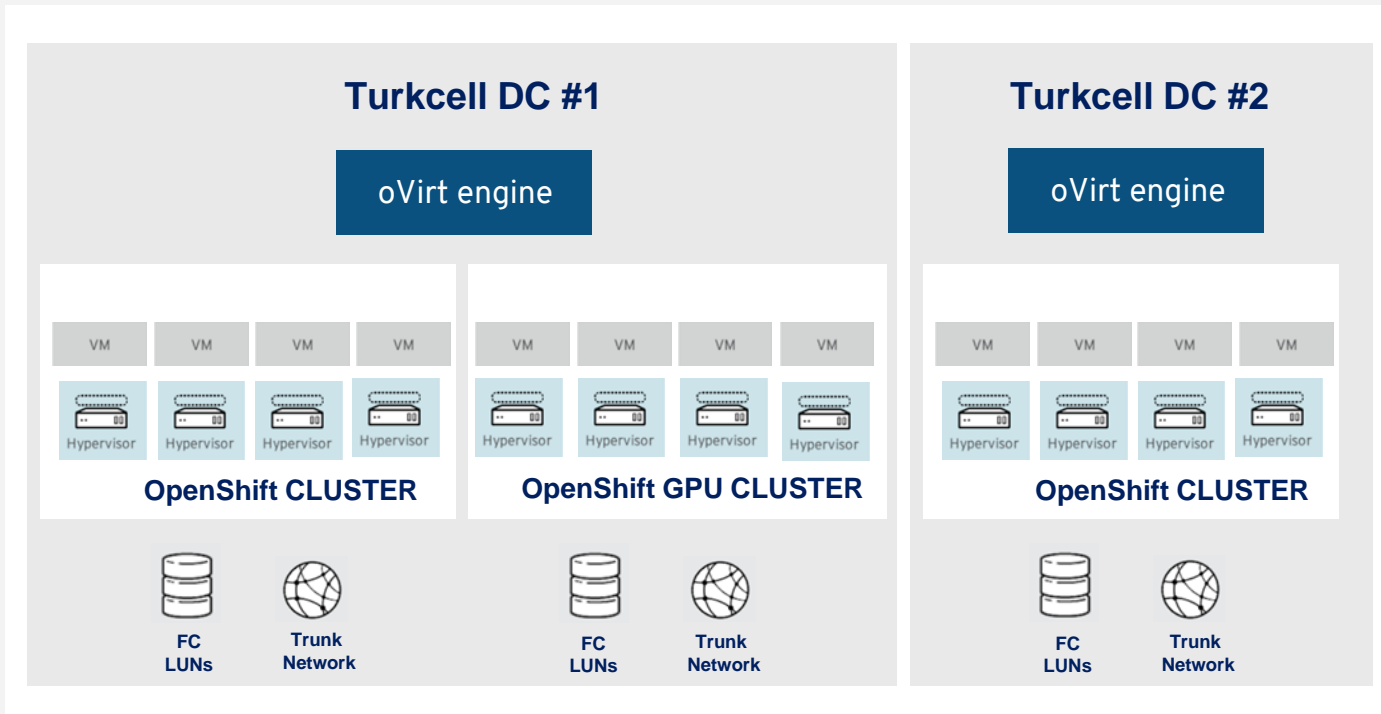 Turkcell DC #1
oVirt engine
VM VM VM VM
Hypervisor Hypervisor Hypervisor Hypervisor
OpenShift CLUSTER
VM VM VM VM
Hypervisor Hypervisor Hypervisor Hypervisor
OpenShift GPU CLUSTER
FC
LUNs
Trunk
Network
FC
LUNs
Trunk
Network
Turkcell DC #2
oVirt engine
VM VM VM VM
Hypervisor Hypervisor Hypervisor Hypervisor
OpenShift CLUSTER
FC
LUNs
Trunk
Network